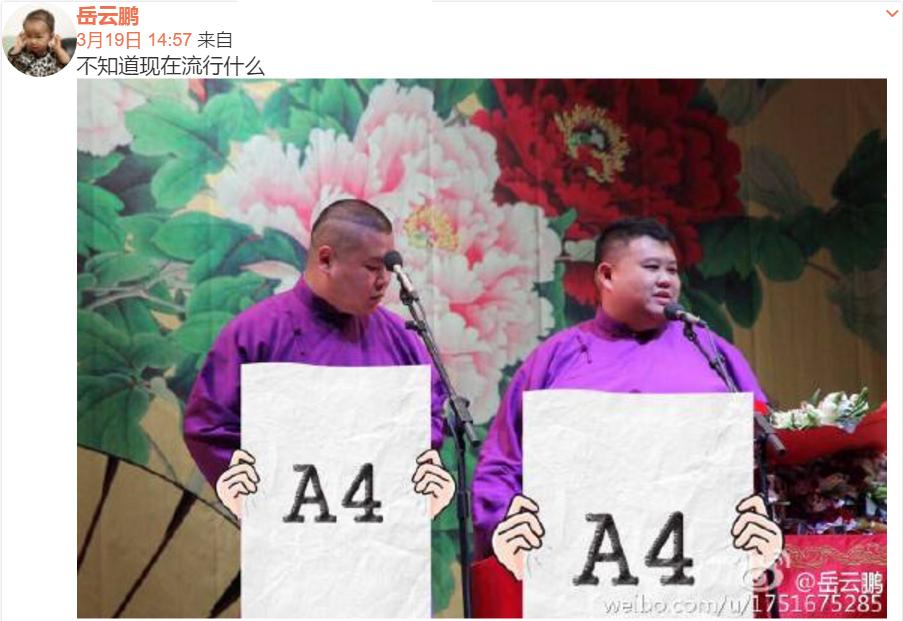 岳云鹏
3月19日 14:57 来自
不知道现在流行什么
A4
A4
@岳云鹏
weibo.com/u/1751675285